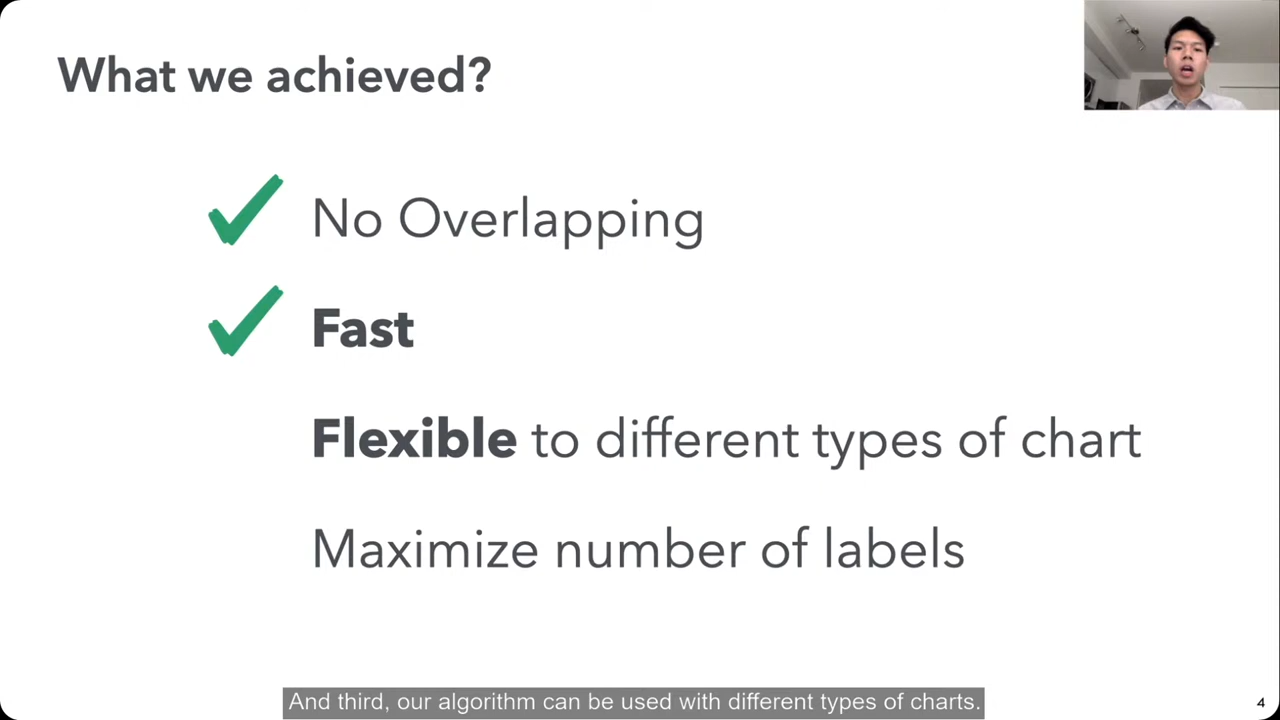 What we achieved?
No Overlapping
Fast
Flexible to different types of chart
Maximize number of labels
And third, our algorithm can be used with different types of charts.
4